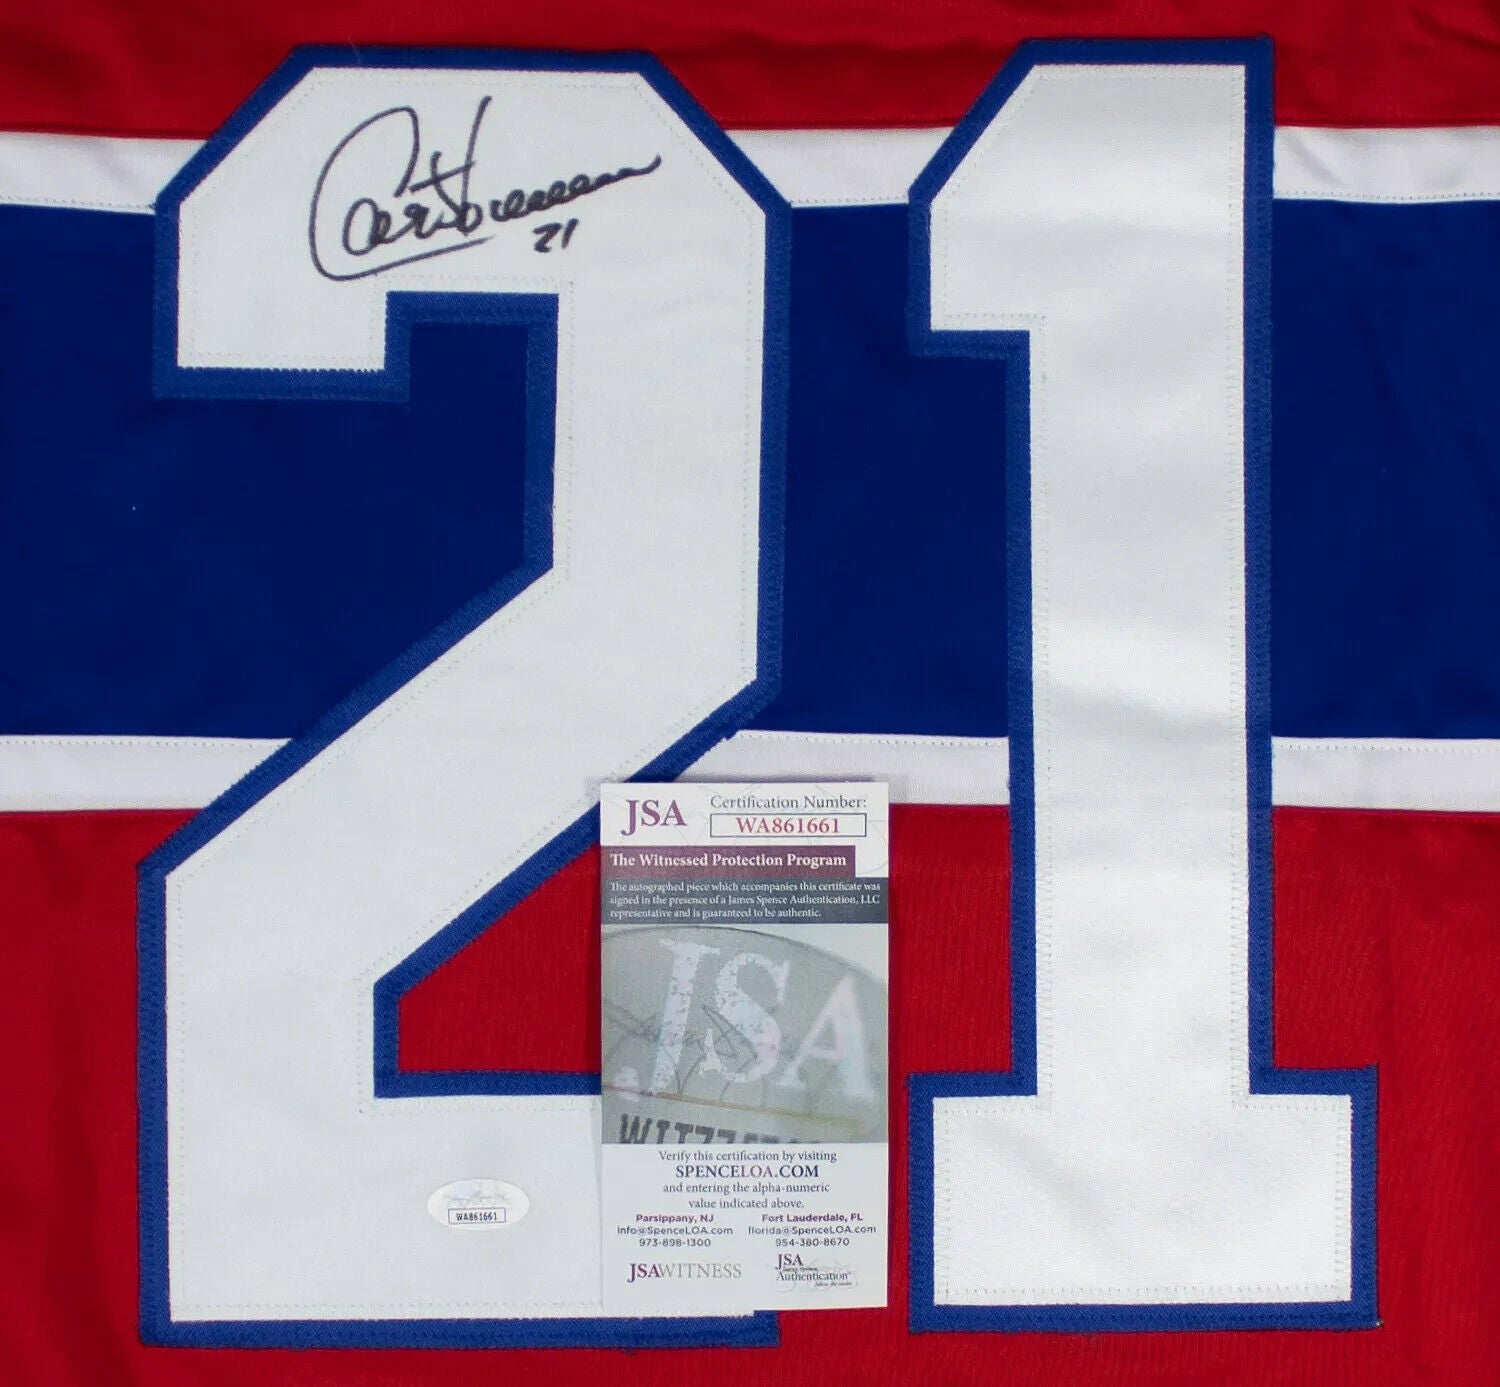 21
21
JSA
Certification Number:
WA861661
The Witnessed Protection Program
The autographed piece which accompanies this certificate was
signed in the presence of a James Spence Authentication, LLC
representative and is guaranteed to be authentic.
JSA
Verify this certification by visiting
SPENCELOA.COM
and entering the alpha-numeric
value indicated above.
Parsippany, NJ
info@SpenceLOA.com
973-898-1300
Fort Lauderdale, FL
florida@SpenceLOA.com
954-380-8670
JSAWITNESS
JSA
Authentication
WA861661